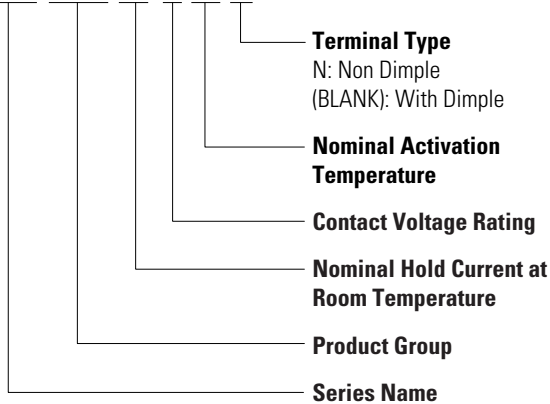 Terminal Type
N: Non Dimple
(BLANK): With Dimple
Nominal Activation
Temperature
Contact Voltage Rating
Nominal Hold Current at
Room Temperature
Product Group
Series Name